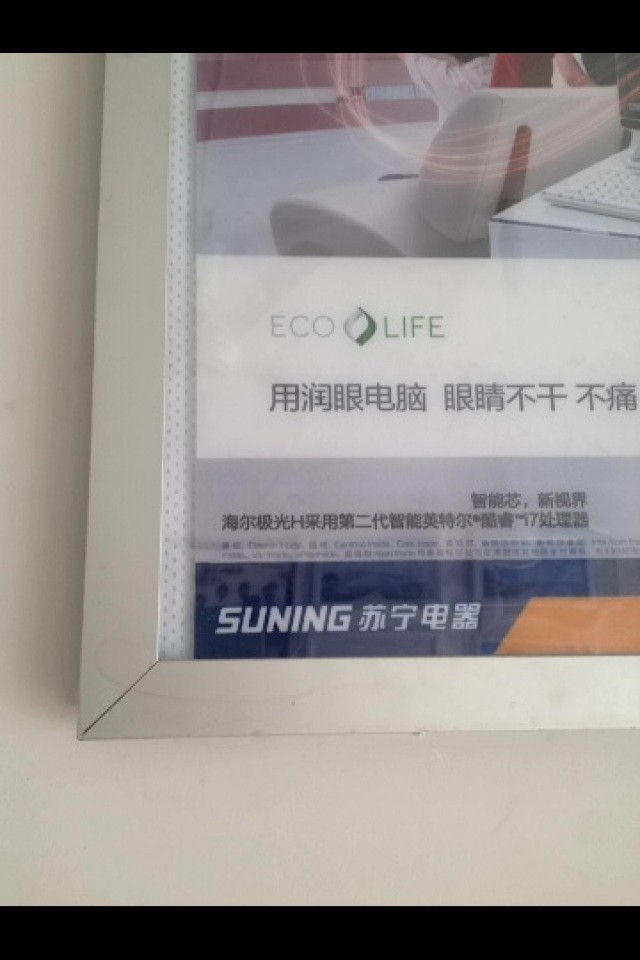 ECO LIFE
用润眼电脑 眼睛不干 不痛
智能芯，新视界
海尔极光H采用第二代智能英特尔®酷睿™i7处理器
SUNING 苏宁电器